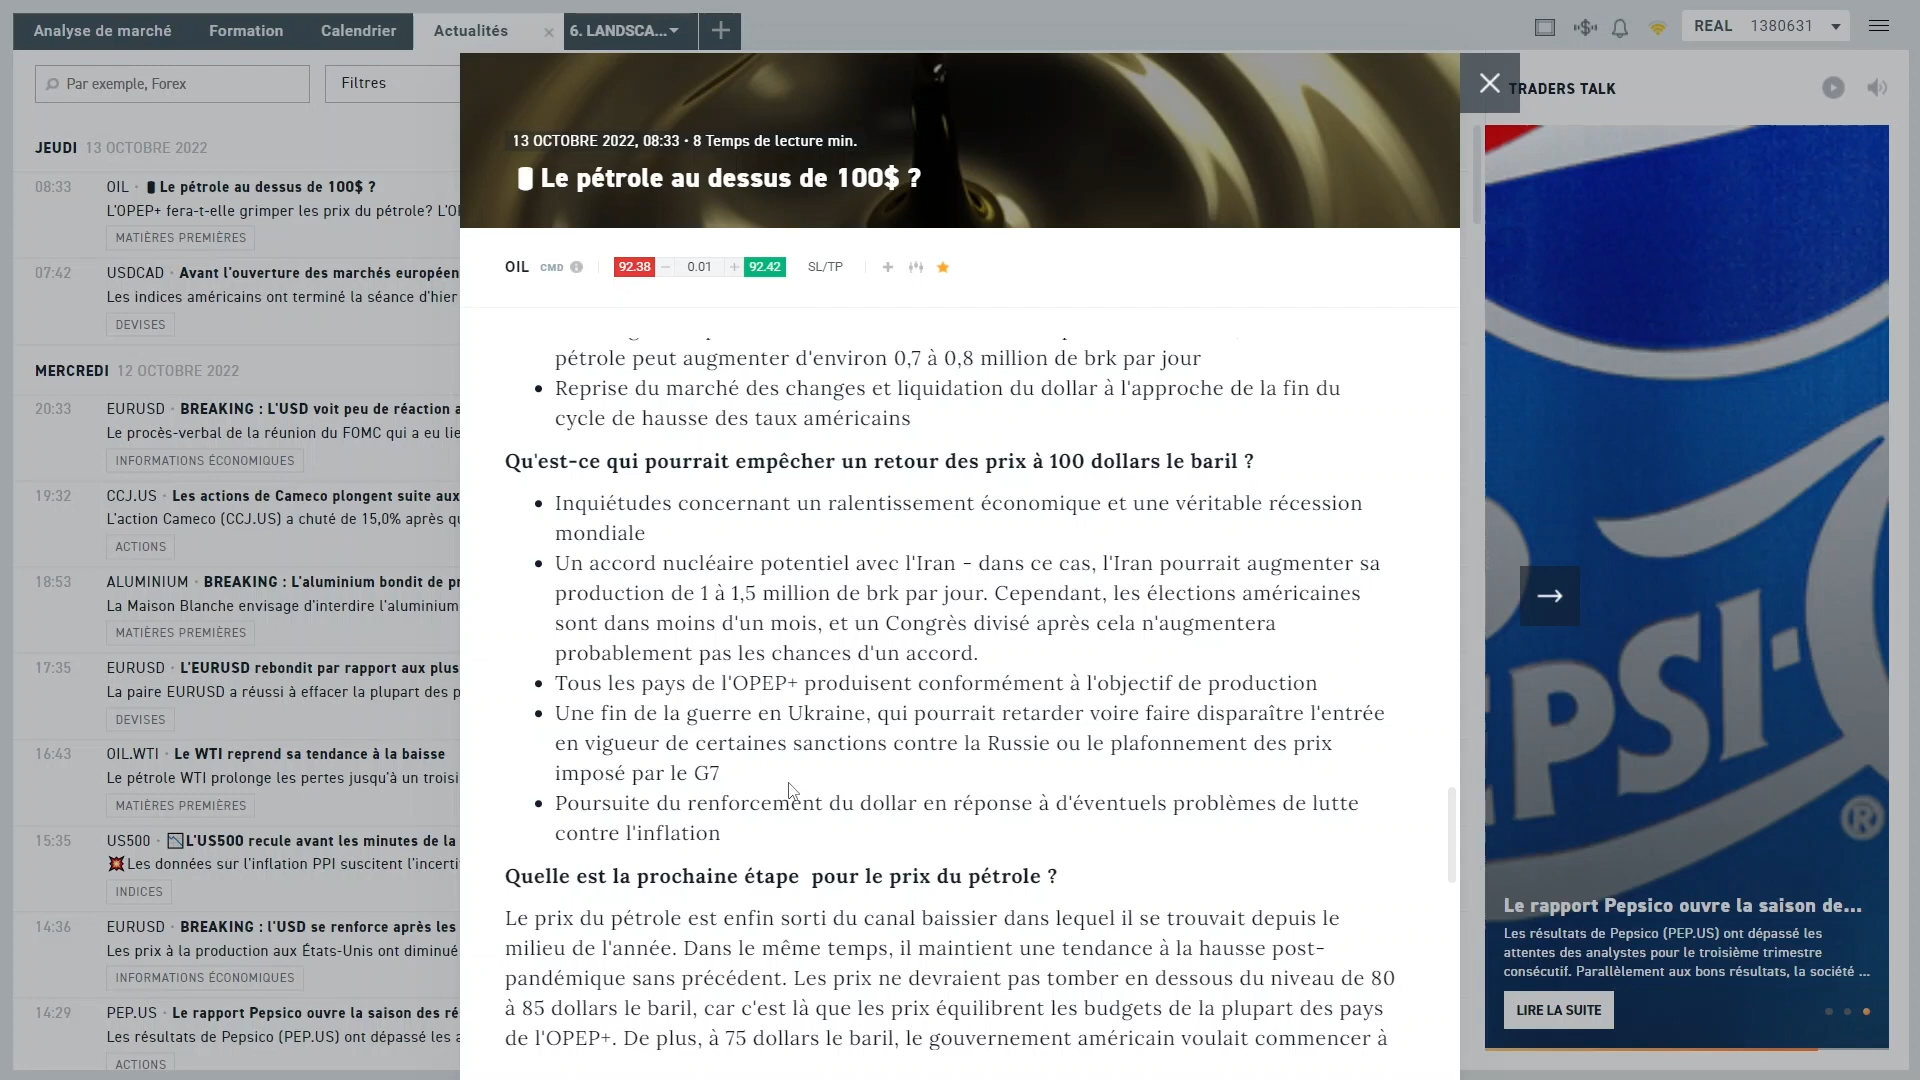 Analyse de marché
Formation
Calendrier
Actualités
6. LANDSCA...
REAL 1380631
Par exemple, Forex
Filtres
JEUDI 13 OCTOBRE 2022
08:33
OIL · Le pétrole au dessus de 100$ ?
L'OPEP+ fera-t-elle grimper les prix du pétrole?
MATIÈRES PREMIÈRES
07:42
USDCAD · Avant l'ouverture des marchés européen
Les indices américains ont terminé la séance d'hier
DEVISES
MERCREDI 12 OCTOBRE 2022
20:33
EURUSD · BREAKING : L'USD voit peu de réaction a
Le procès-verbal de la réunion du FOMC qui a eu lie
INFORMATIONS ÉCONOMIQUES
19:32
CCJ.US · Les actions de Cameco plongent suite aux
L'action Cameco (CCJ.US) a chuté de 15,0% après qu
ACTIONS
18:53
ALUMINIUM · BREAKING : L'aluminium bondit de pr
La Maison Blanche envisage d'interdire l'aluminium
MATIÈRES PREMIÈRES
17:35
EURUSD · L'EURUSD rebondit par rapport aux plus
La paire EURUSD a réussi à effacer la plupart des p
DEVISES
16:43
OIL.WTI · Le WTI reprend sa tendance à la baisse
Le pétrole WTI prolonge les pertes jusqu'à un troisi
MATIÈRES PREMIÈRES
15:35
US500 · L'US500 recule avant les minutes de la
Les données sur l'inflation PPI suscitent l'incerti
INDICES
14:36
EURUSD · BREAKING : l'USD se renforce après les
Les prix à la production aux États-Unis ont diminué
INFORMATIONS ÉCONOMIQUES
14:29
PEP.US · Le rapport Pepsico ouvre la saison des ré
Les résultats de Pepsico (PEP.US) ont dépassé les a
ACTIONS
13 OCTOBRE 2022, 08:33 · 8 Temps de lecture min.
Le pétrole au dessus de 100$ ?
OIL CMD 92.38 0.01 92.42 SL/TP
pétrole peut augmenter d'environ 0,7 à 0,8 million de brk par jour
• Reprise du marché des changes et liquidation du dollar à l'approche de la fin du
cycle de hausse des taux américains
Qu'est-ce qui pourrait empêcher un retour des prix à 100 dollars le baril ?
• Inquiétudes concernant un ralentissement économique et une véritable récession
mondiale
• Un accord nucléaire potentiel avec l'Iran - dans ce cas, l'Iran pourrait augmenter sa
production de 1 à 1,5 million de brk par jour. Cependant, les élections américaines
sont dans moins d'un mois, et un Congrès divisé après cela n'augmentera
probablement pas les chances d'un accord.
• Tous les pays de l'OPEP+ produisent conformément à l'objectif de production
• Une fin de la guerre en Ukraine, qui pourrait retarder voire faire disparaître l'entrée
en vigueur de certaines sanctions contre la Russie ou le plafonnement des prix
imposé par le G7
• Poursuite du renforcement du dollar en réponse à d'éventuels problèmes de lutte
contre l'inflation
Quelle est la prochaine étape pour le prix du pétrole ?
Le prix du pétrole est enfin sorti du canal baissier dans lequel il se trouvait depuis le
milieu de l'année. Dans le même temps, il maintient une tendance à la hausse post-
pandémique sans précédent. Les prix ne devraient pas tomber en dessous du niveau de 80
à 85 dollars le baril, car c'est là que les prix équilibrent les budgets de la plupart des pays
de l'OPEP+. De plus, à 75 dollars le baril, le gouvernement américain voulait commencer à
TRADERS TALK
EPSI-
®
Le rapport Pepsico ouvre la saison de...
Les résultats de Pepsico (PEP.US) ont dépassé les
attentes des analystes pour le troisième trimestre
consécutif. Parallèlement aux bons résultats, la société ...
LIRE LA SUITE